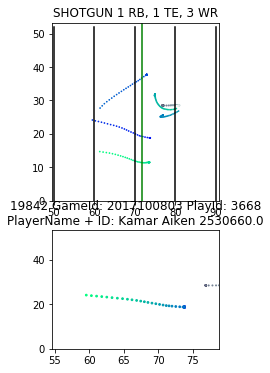 SHOTGUN 1 RB, 1 TE, 3 WR
50
40
30
20
10
0
50 60 70 80 90
19842 GameId: 2017100803 PlayId: 3668
PlayerName + ID: Kamar Aiken 2530660.0
40
20
0
55 60 65 70 75